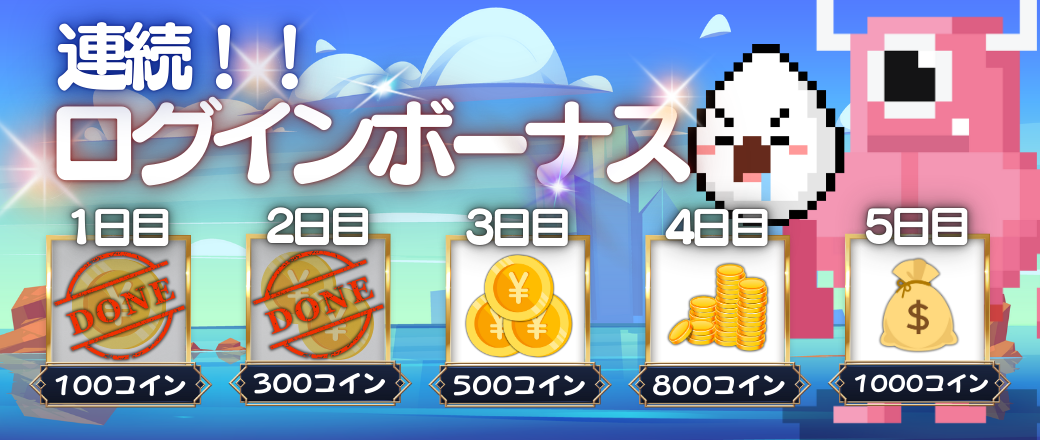 連続！！
ログインボーナス
1日目
2日目
3日目
4日目
5日目
DONE
DONE
¥
¥
¥
¥
$
100コイン
300コイン
500コイン
800コイン
1000コイン